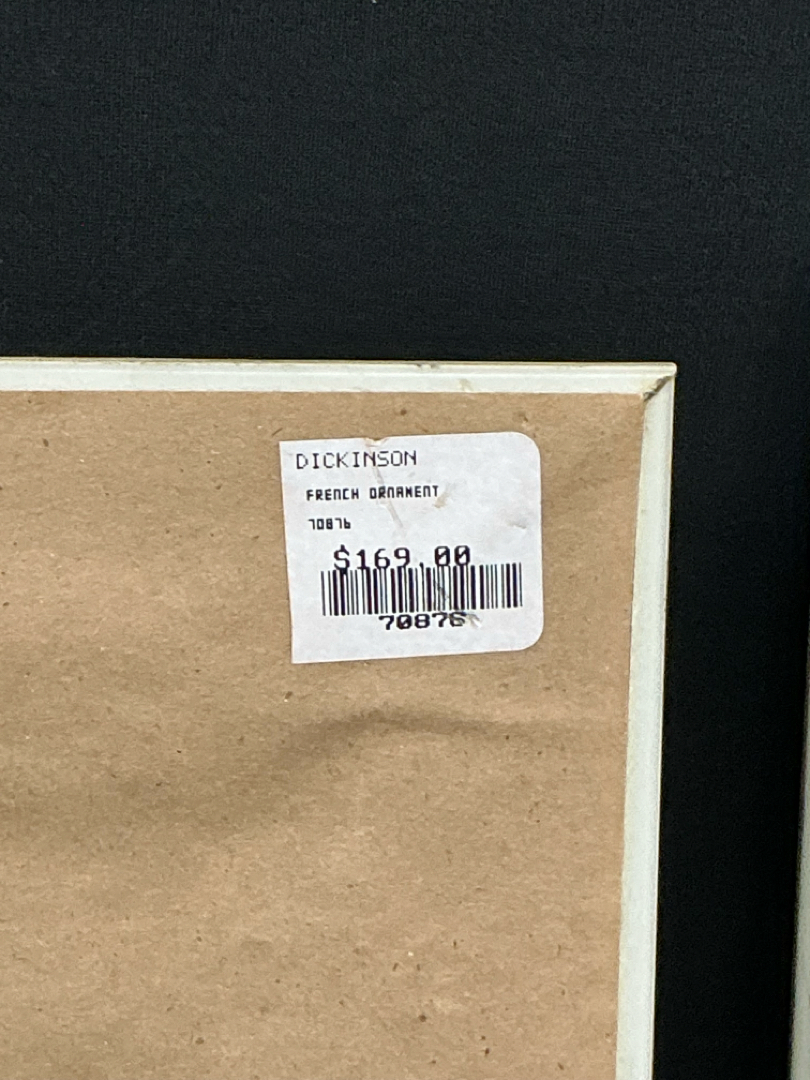 DICKINSON
FRENCH ORNAMENT
70876
$169.00
70876